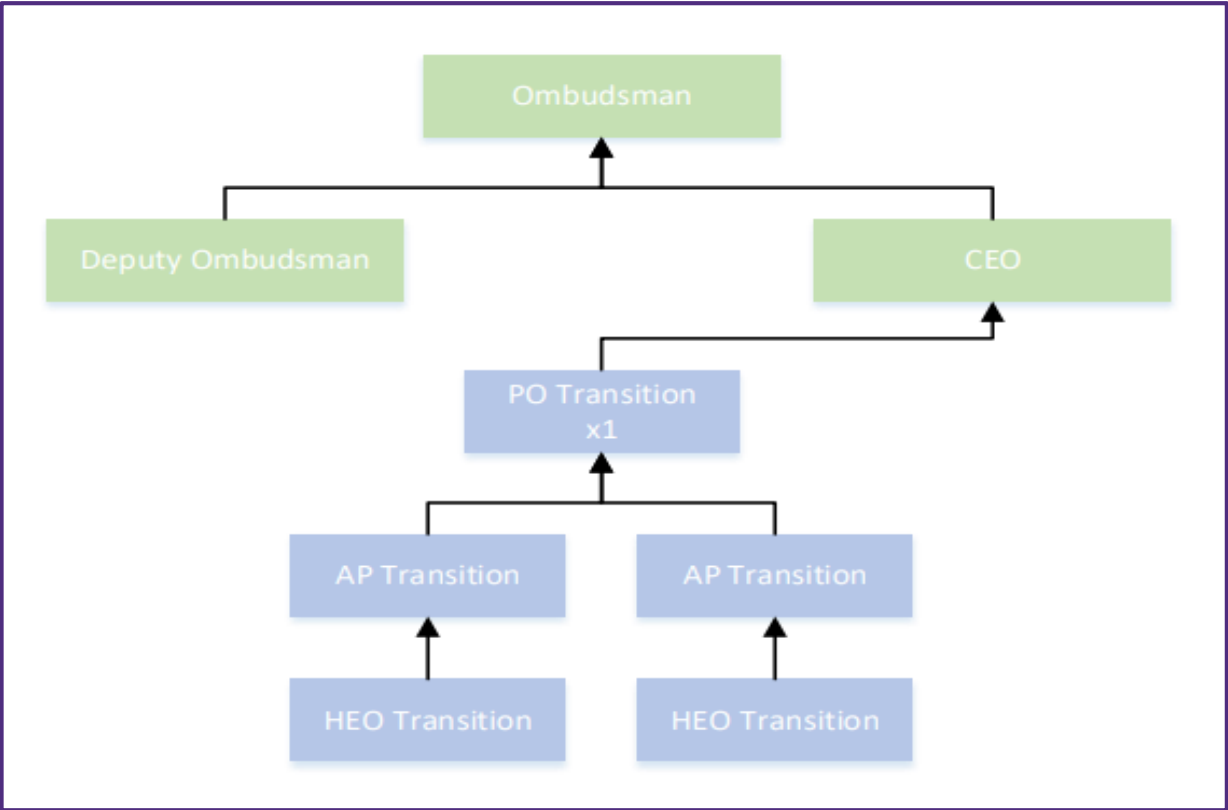 Ombudsman
Deputy Ombudsman
CEO
PO Transition
x1
AP Transition
AP Transition
HEO Transition
HEO Transition